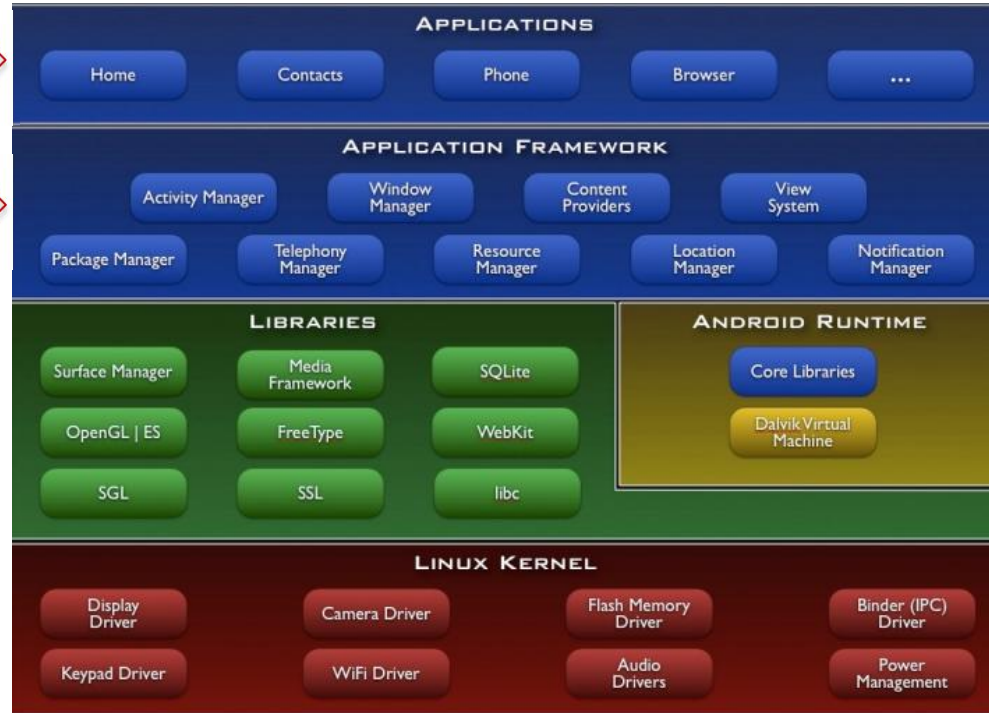 APPLICATIONS
Home
Contacts
Phone
Browser
...
APPLICATION FRAMEWORK
Activity Manager
Window
Manager
Content
Providers
View
System
Package Manager
Telephony
Manager
Resource
Manager
Location
Manager
Notification
Manager
LIBRARIES
Surface Manager
Media
Framework
SQLite
OpenGL | ES
FreeType
WebKit
SGL
SSL
libc
ANDROID RUNTIME
Core Libraries
Dalvik Virtual
Machine
LINUX KERNEL
Display
Driver
Camera Driver
Flash Memory
Driver
Binder (IPC)
Driver
Keypad Driver
WiFi Driver
Audio
Drivers
Power
Management